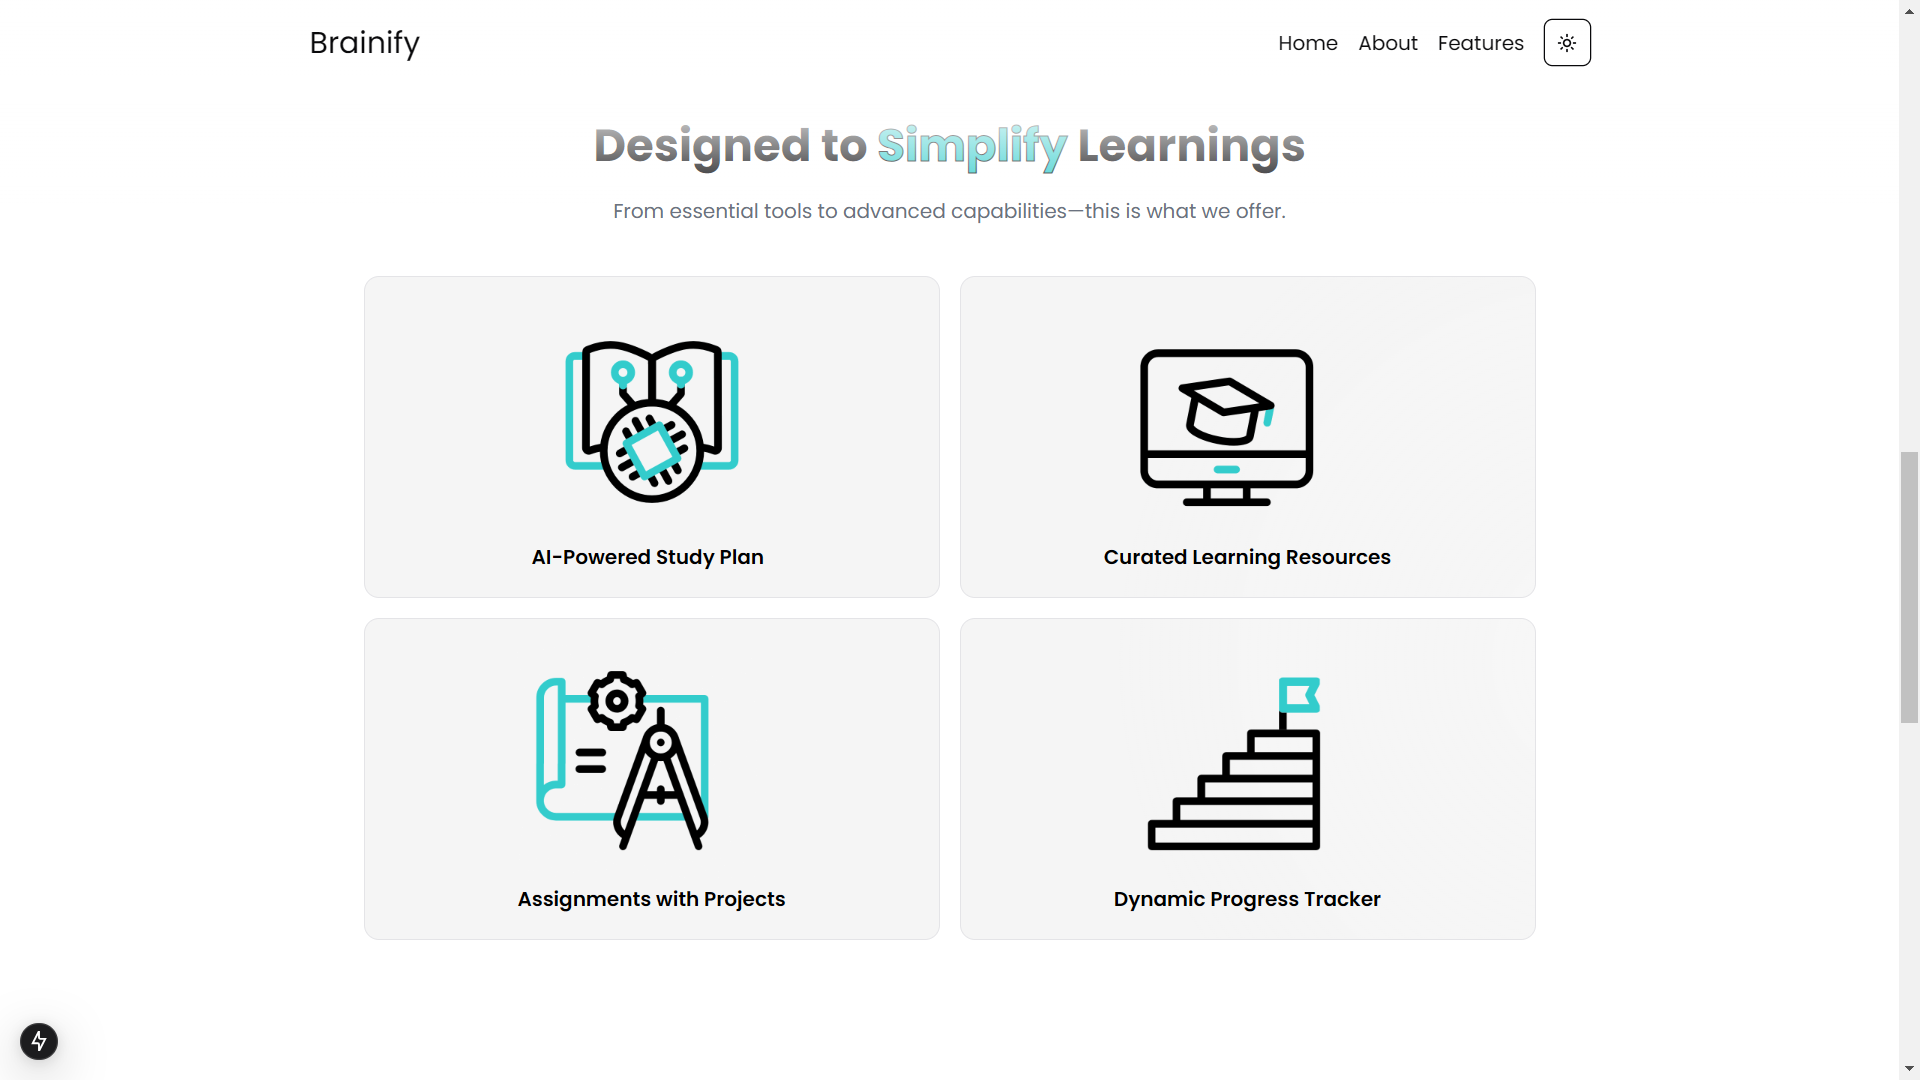 Brainify
Home About Features
Designed to Simplify Learnings
From essential tools to advanced capabilities—this is what we offer.
AI-Powered Study Plan
Curated Learning Resources
Assignments with Projects
Dynamic Progress Tracker